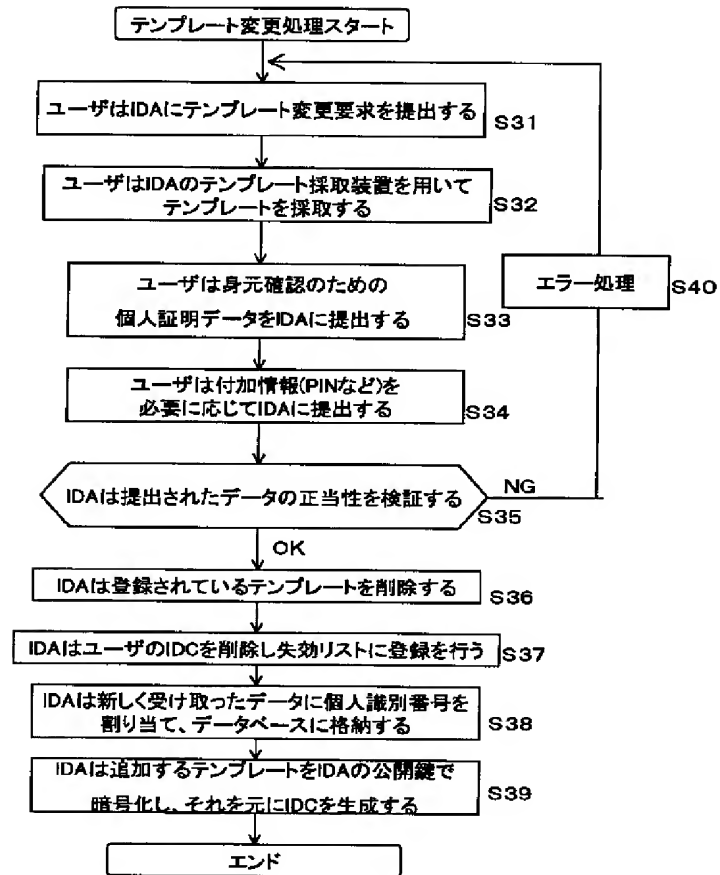 テンプレート変更処理スタート
ユーザはIDAにテンプレート変更要求を提出する
S31
ユーザはIDAのテンプレート採取装置を用いて
テンプレートを採取する
S32
ユーザは身元確認のための
個人証明データをIDAに提出する
S33
エラー処理
S40
ユーザは付加情報(PINなど)を
必要に応じてIDAに提出する
S34
IDAは提出されたデータの正当性を検証する
S35
NG
OK
IDAは登録されているテンプレートを削除する
S36
IDAはユーザのIDCを削除し失効リストに登録を行う
S37
IDAは新しく受け取ったデータに個人識別番号を
割り当て、データベースに格納する
S38
IDAは追加するテンプレートをIDAの公開鍵で
暗号化し、それを元にIDCを生成する
S39
エンド